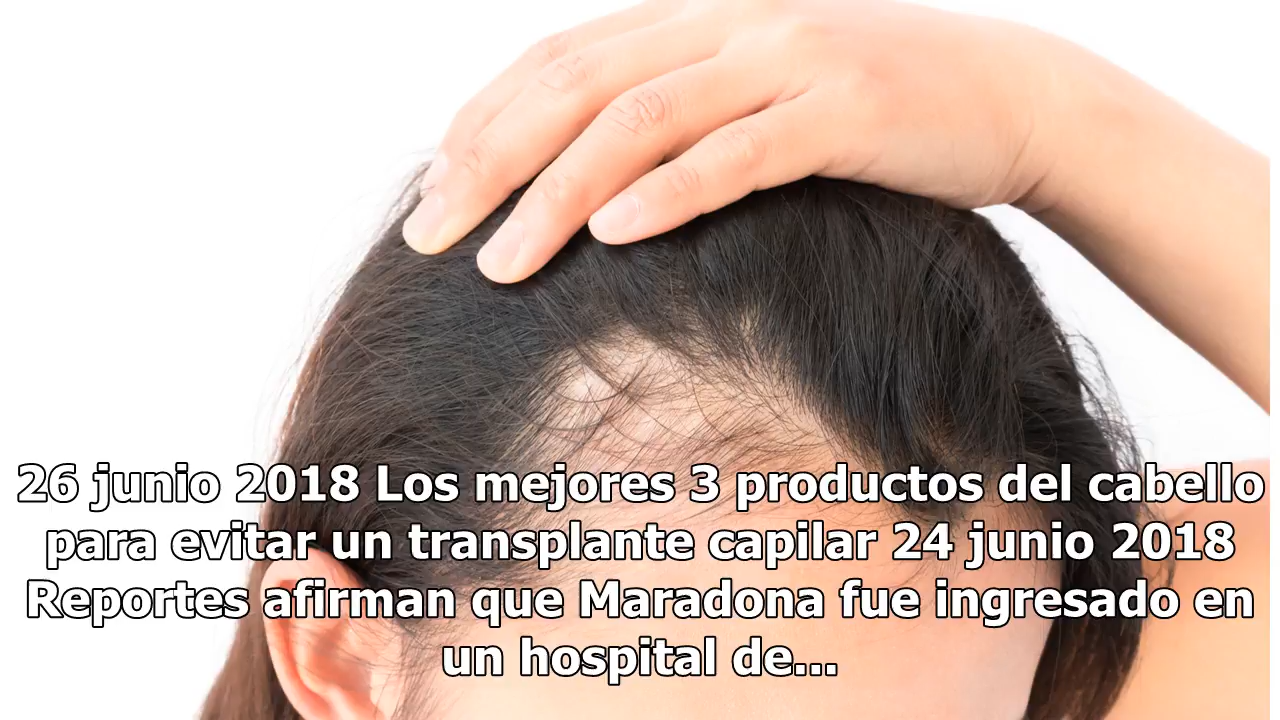 26 junio 2018 Los mejores 3 productos del cabello
para evitar un transplante capilar 24 junio 2018
Reportes afirman que Maradona fue ingresado en
un hospital de...